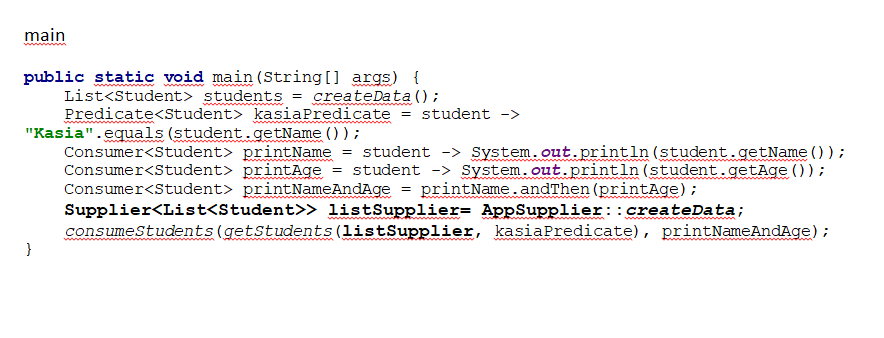 main
public static void main(String[] args) {
    List<Student> students = createData();
    Predicate<Student> kasiaPredicate = student ->
"Kasia".equals(student.getName());
    Consumer<Student> printName = student -> System.out.println(student.getName());
    Consumer<Student> printAge = student -> System.out.println(student.getAge());
    Consumer<Student> printNameAndAge = printName.andThen(printAge);
    Supplier<List<Student>> listSupplier= AppSupplier::createData;
    consumeStudents(getStudents(listSupplier, kasiaPredicate), printNameAndAge);
}